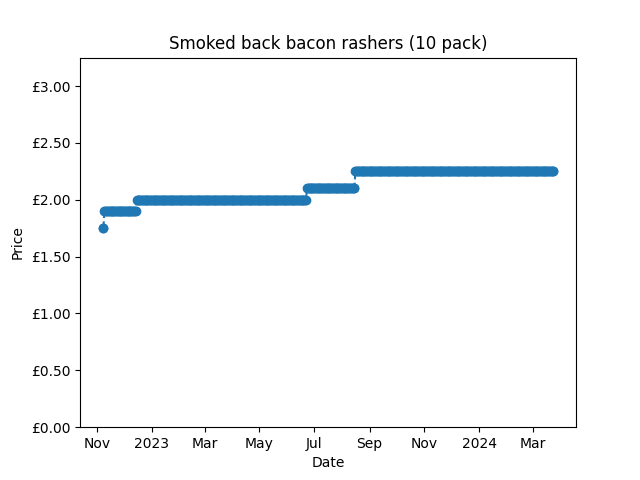 Smoked back bacon rashers (10 pack)
£3.00
£2.50
£2.00
£1.50
£1.00
£0.50
£0.00
Price
Nov 2023 Mar May Jul Sep Nov 2024 Mar
Date